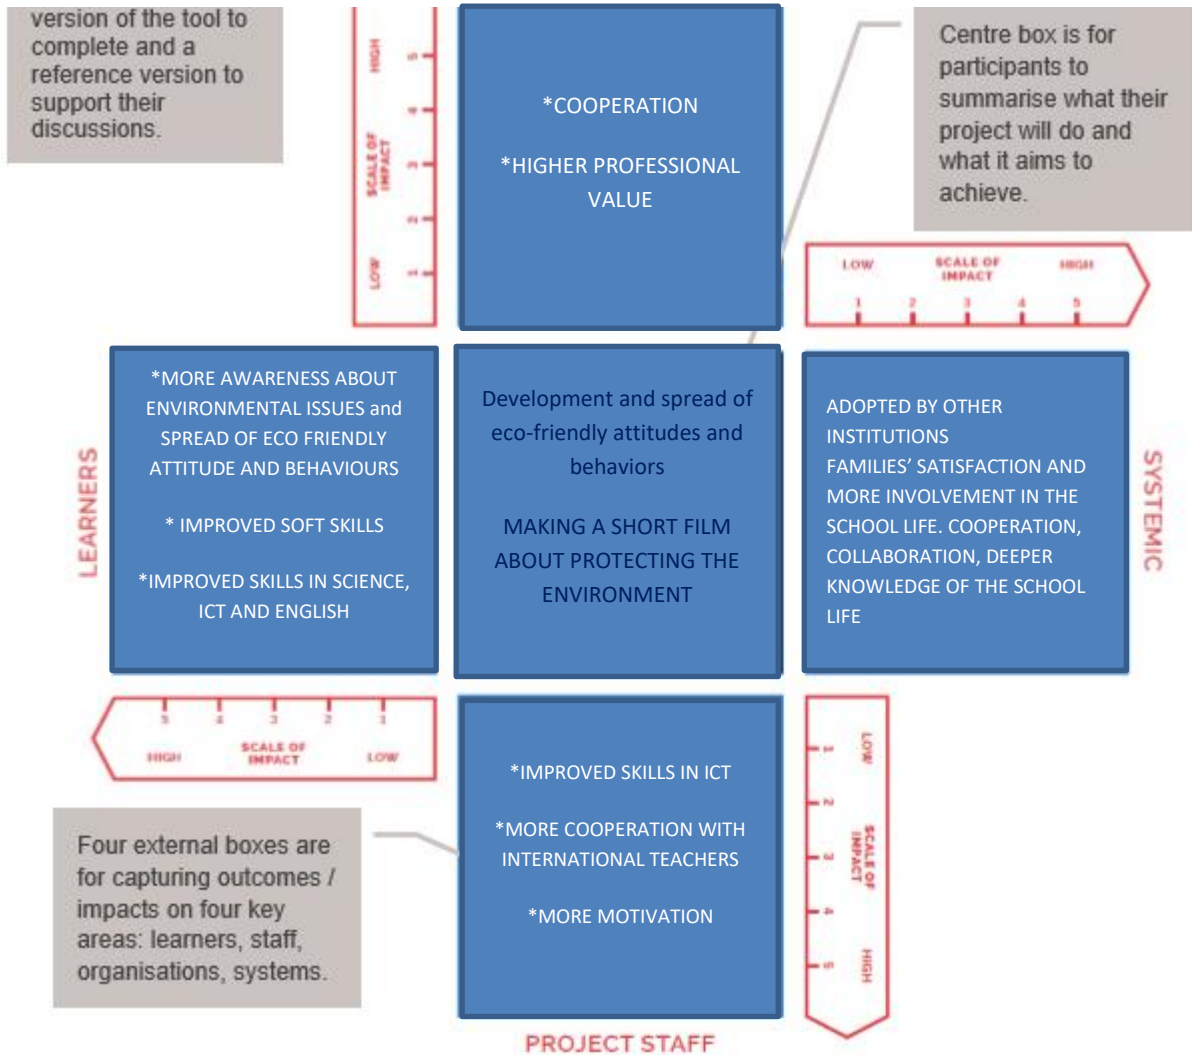 version of the tool to
complete and a
reference version to
support their
discussions.
HIGH
SCALE OF
IMPACT
LOW
5
4
3
2
1
*COOPERATION
*HIGHER PROFESSIONAL
VALUE
Centre box is for
participants to
summarise what their
project will do and
what it aims to
achieve.
LOW
SCALE OF
IMPACT
HIGH
1 2 3 4 5
LEARNERS
*MORE AWARENESS ABOUT
ENVIRONMENTAL ISSUES and
SPREAD OF ECO FRIENDLY
ATTITUDE AND BEHAVIOURS
* IMPROVED SOFT SKILLS
*IMPROVED SKILLS IN SCIENCE,
ICT AND ENGLISH
Development and spread of
eco-friendly attitudes and
behaviors
MAKING A SHORT FILM
ABOUT PROTECTING THE
ENVIRONMENT
ADOPTED BY OTHER
INSTITUTIONS
FAMILIES’ SATISFACTION AND
MORE INVOLVEMENT IN THE
SCHOOL LIFE. COOPERATION,
COLLABORATION, DEEPER
KNOWLEDGE OF THE SCHOOL
LIFE
SYSTEMIC
5 4 3 2 1
HIGH
SCALE OF
IMPACT
LOW
*IMPROVED SKILLS IN ICT
*MORE COOPERATION WITH
INTERNATIONAL TEACHERS
*MORE MOTIVATION
LOW
SCALE OF
IMPACT
HIGH
1
2
3
4
5
Four external boxes are
for capturing outcomes /
impacts on four key
areas: learners, staff,
organisations, systems.
PROJECT STAFF